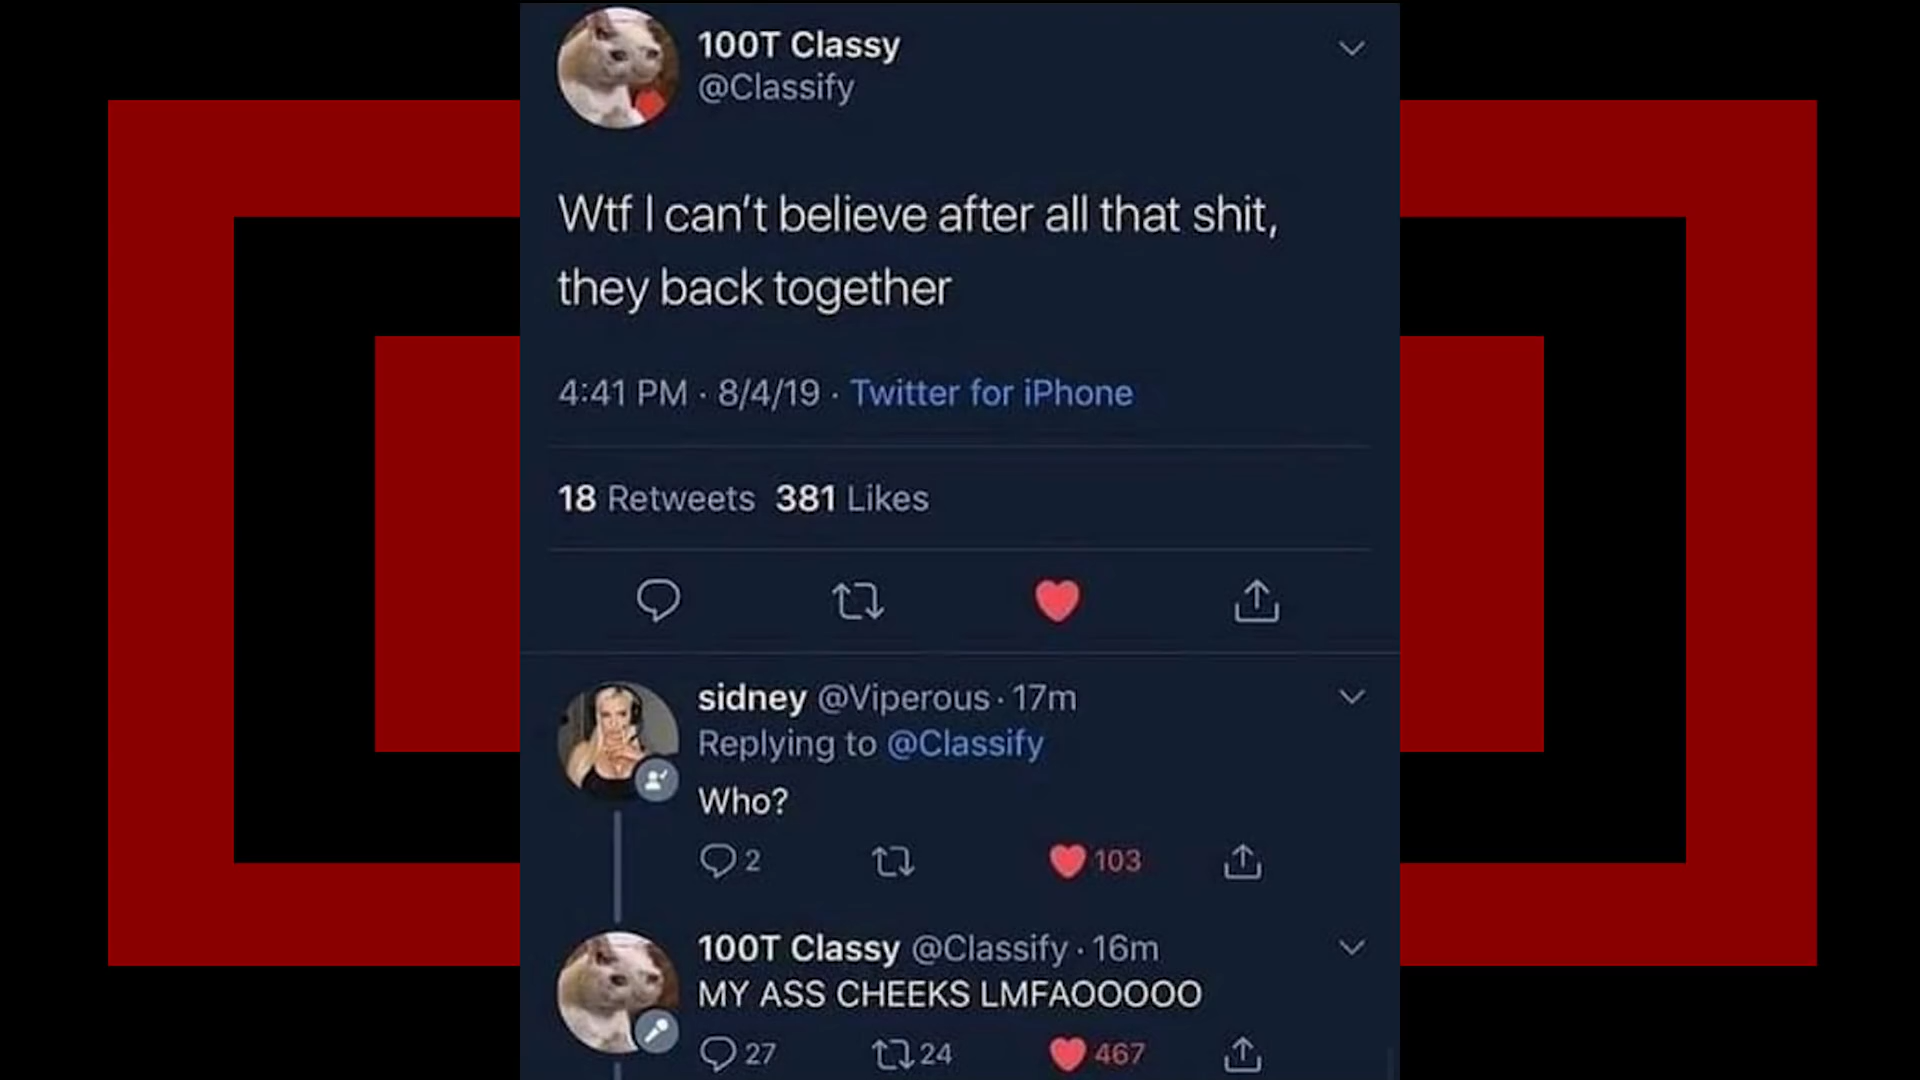 100T Classy
@Classify
Wtf I can't believe after all that shit,
they back together
4:41 PM · 8/4/19 · Twitter for iPhone
18 Retweets 381 Likes
sidney @Viperous · 17m
Replying to @Classify
Who?
2 103
100T Classy @Classify · 16m
MY ASS CHEEKS LMFAOOOOO
27 24 467